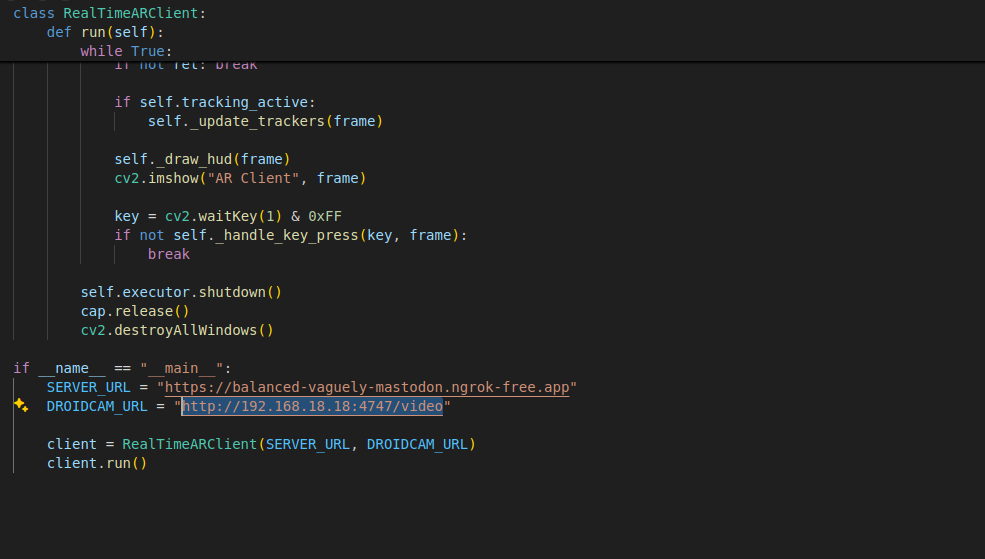 class RealTimeARClient:
    def run(self):
        while True:
            if not ret: break
            if self.tracking_active:
                self._update_trackers(frame)
            self._draw_hud(frame)
            cv2.imshow("AR Client", frame)
            key = cv2.waitKey(1) & 0xFF
            if not self._handle_key_press(key, frame):
                break
        self.executor.shutdown()
        cap.release()
        cv2.destroyAllWindows()
if __name__ == "__main__":
    SERVER_URL = "https://balanced-vaguely-mastodon.ngrok-free.app"
    DROIDCAM_URL = "http://192.168.18.18:4747/video"
    client = RealTimeARClient(SERVER_URL, DROIDCAM_URL)
    client.run()